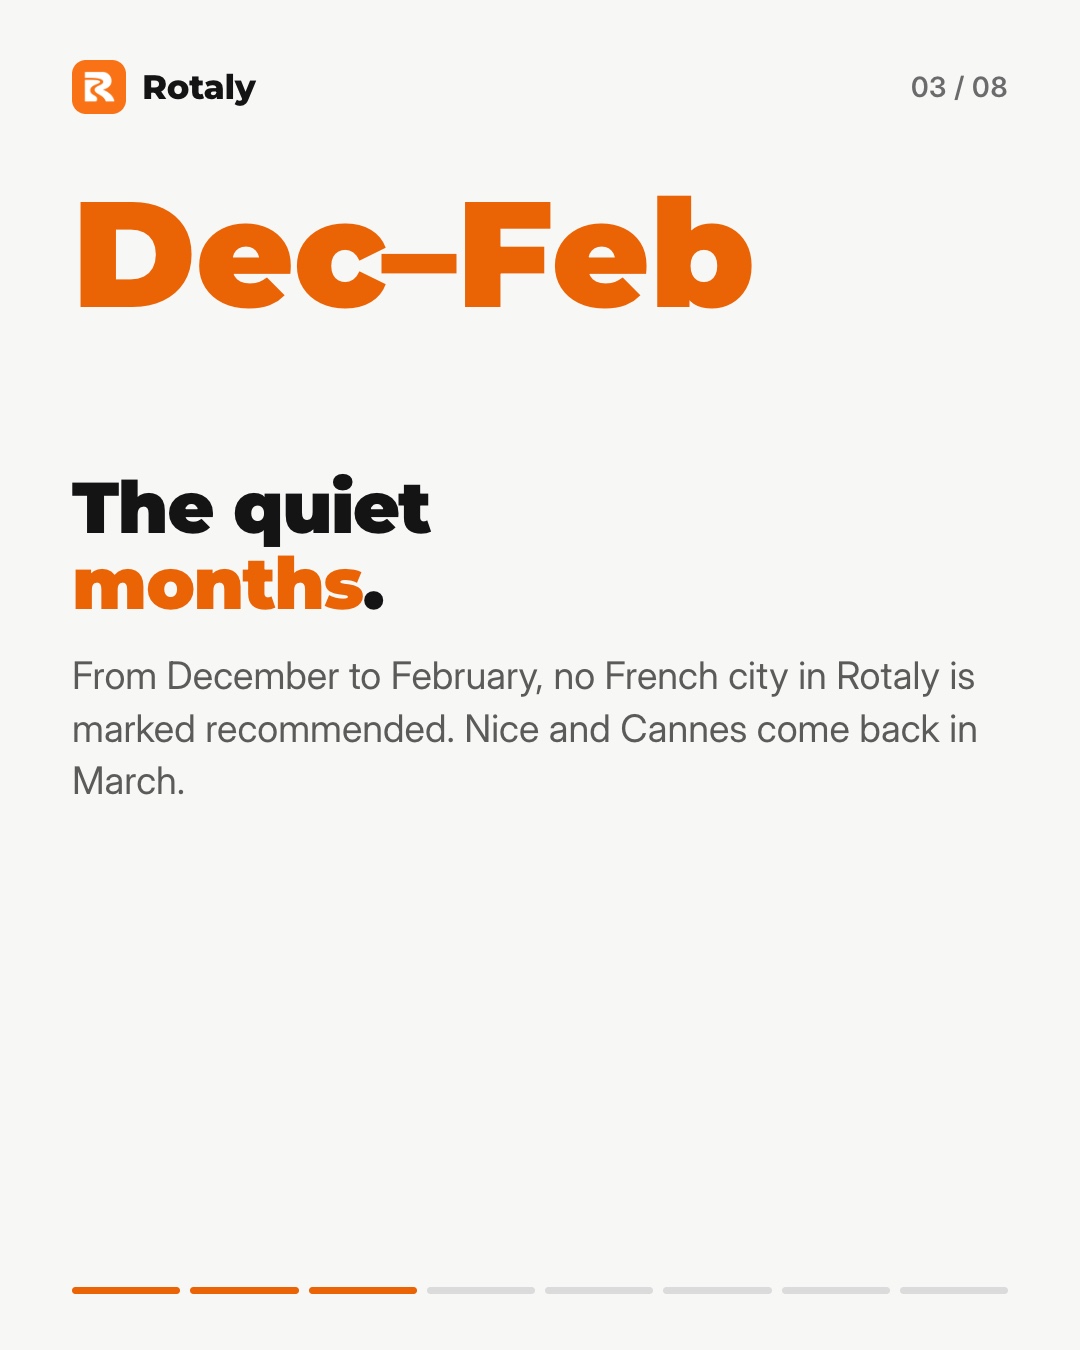 Rotaly
03 / 08
Dec–Feb
The quiet
months.
From December to February, no French city in Rotaly is
marked recommended. Nice and Cannes come back in
March.